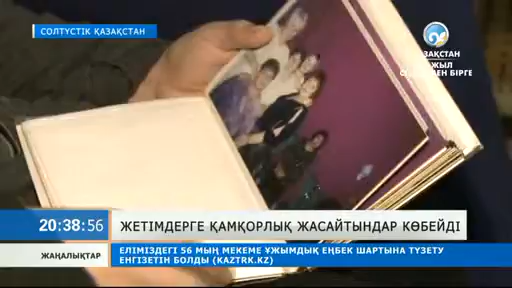 СОЛТҮСТІК ҚАЗАҚСТАН
ҚАЗАҚСТАН
ЖЕТІМДЕРГЕ ҚАМҚОРЛЫҚ ЖАСАЙТЫНДАР КӨБЕЙДІ
20:38:56
ЖАҢАЛЫҚТАР
ЕЛІМІЗДЕГІ 56 МЫҢ МЕКЕМЕ ҰЖЫМДЫҚ ЕҢБЕК ШАРТЫНА ТҮЗЕТУ
ЕНГІЗЕТІН БОЛДЫ (KAZTRK.KZ)